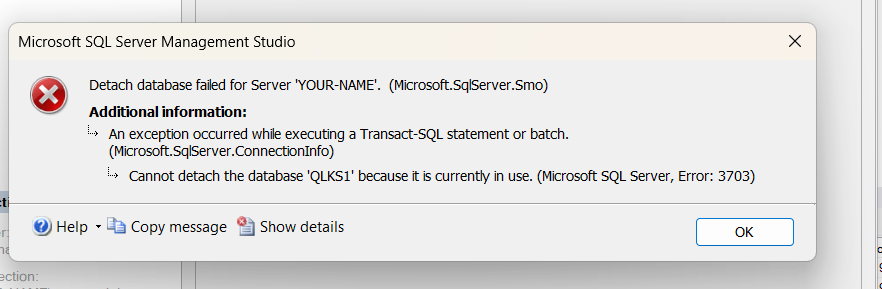 Microsoft SQL Server Management Studio
Detach database failed for Server 'YOUR-NAME'. (Microsoft.SqlServer.Smo)
Additional information:
An exception occurred while executing a Transact-SQL statement or batch.
(Microsoft.SqlServer.ConnectionInfo)
Cannot detach the database 'QLKS1' because it is currently in use. (Microsoft SQL Server, Error: 3703)
Help
Copy message
Show details
OK
ection: